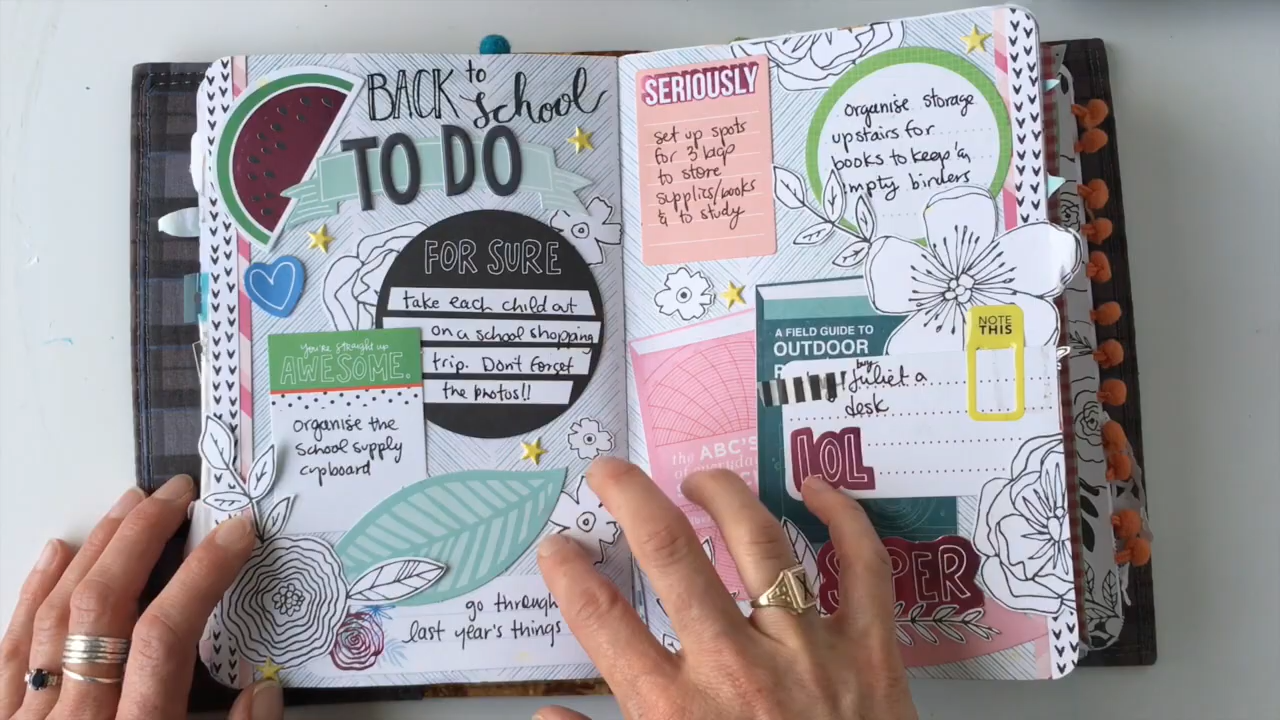 BACK to School
TO DO
FOR SURE
take each child out
on a school shopping
trip. Don't forget
the photos!!
you're straight up
AWESOME.
organise the
school supply
cupboard
go through
last year's things
SERIOUSLY
set up spots
for 3
to store
supplies/books
& to study
organise storage
upstairs for
books to keep &
empty binders
A FIELD GUIDE TO
OUTDOOR
NOTE
THIS
buy
Juliet a
desk
LOL
the ABC'S
of everyday
SUPER